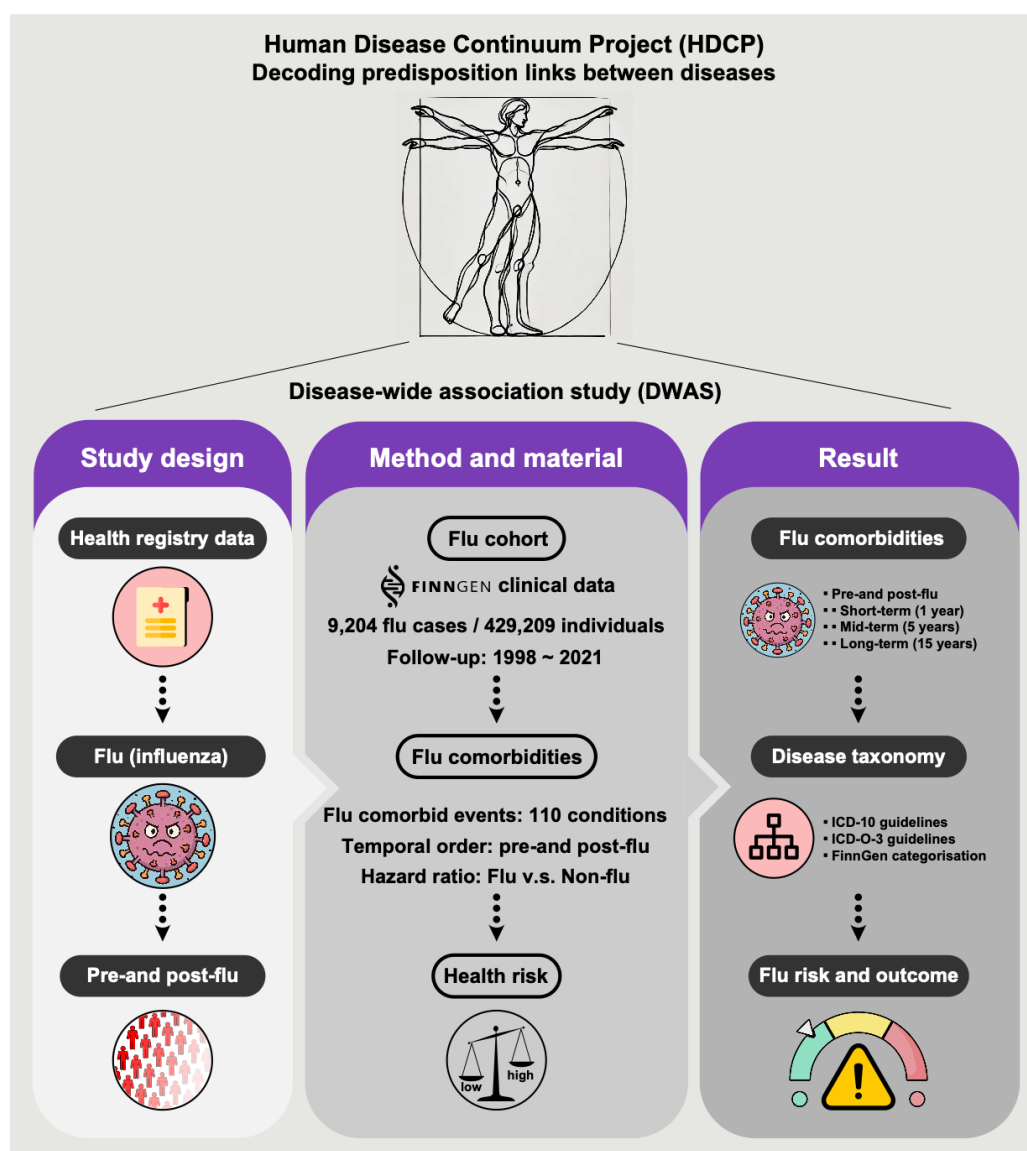 Human Disease Continuum Project (HDCP)
Decoding predisposition links between diseases
Disease-wide association study (DWAS)
Study design
Health registry data
Flu (influenza)
Pre-and post-flu
Method and material
Flu cohort
FINNGEN clinical data
9,204 flu cases / 429,209 individuals
Follow-up: 1998 ~ 2021
Flu comorbidities
Flu comorbid events: 110 conditions
Temporal order: pre-and post-flu
Hazard ratio: Flu v.s. Non-flu
Health risk
low
high
Result
Flu comorbidities
▪ Pre-and post-flu
▪ ▪ Short-term (1 year)
▪ ▪ Mid-term (5 years)
▪ ▪ Long-term (15 years)
Disease taxonomy
▪ ICD-10 guidelines
▪ ICD-O-3 guidelines
▪ FinnGen categorisation
Flu risk and outcome
!